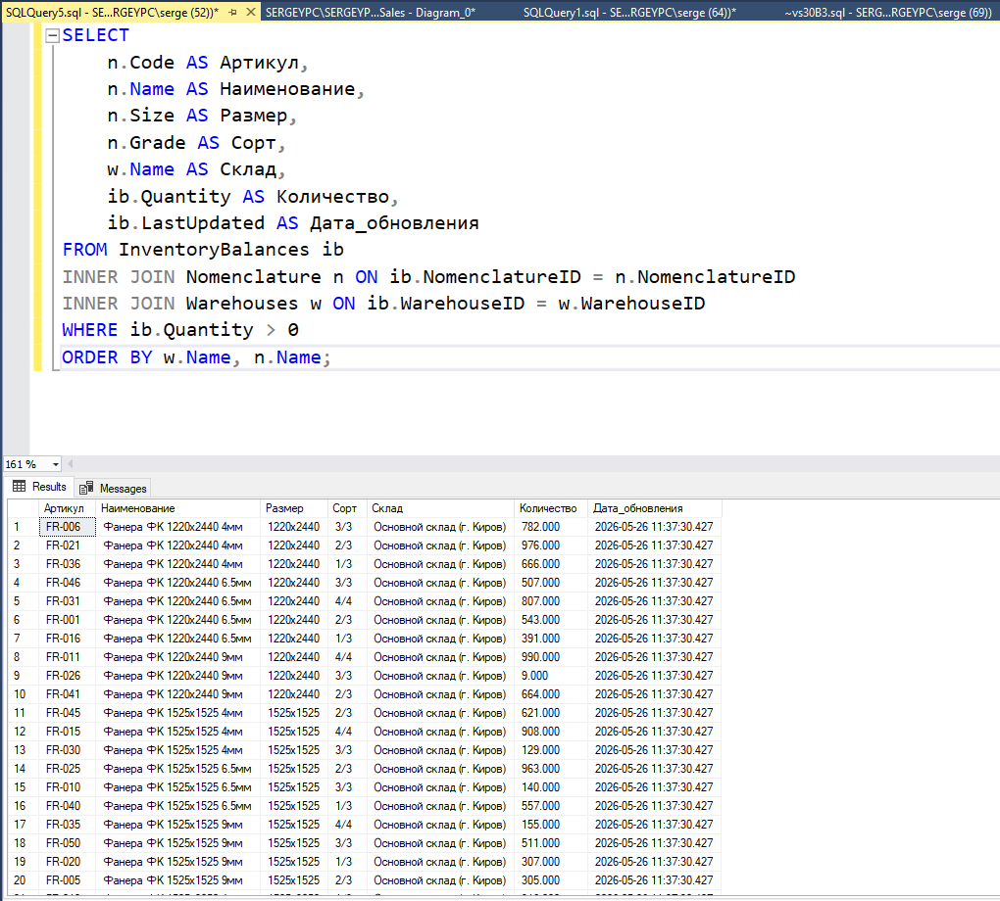 SQLQuery5.sql - SE...RGEYPC\serge (52))* SERGEYPC\SERGEYP...Sales - Diagram_0* SQLQuery1.sql - SE...RGEYPC\serge (64))* ~vs30B3.sql - SERG...RGEYPC\serge (69))
SELECT
n.Code AS Артикул,
n.Name AS Наименование,
n.Size AS Размер,
n.Grade AS Сорт,
w.Name AS Склад,
ib.Quantity AS Количество,
ib.LastUpdated AS Дата_обновления
FROM InventoryBalances ib
INNER JOIN Nomenclature n ON ib.NomenclatureID = n.NomenclatureID
INNER JOIN Warehouses w ON ib.WarehouseID = w.WarehouseID
WHERE ib.Quantity > 0
ORDER BY w.Name, n.Name;
161 %
Results Messages
Артикул Наименование Размер Сорт Склад Количество Дата_обновления
1 FR-006 Фанера ФК 1220x2440 4мм 1220x2440 3/3 Основной склад (г. Киров) 782.000 2026-05-26 11:37:30.427
2 FR-021 Фанера ФК 1220x2440 4мм 1220x2440 2/3 Основной склад (г. Киров) 976.000 2026-05-26 11:37:30.427
3 FR-036 Фанера ФК 1220x2440 4мм 1220x2440 1/3 Основной склад (г. Киров) 666.000 2026-05-26 11:37:30.427
4 FR-046 Фанера ФК 1220x2440 6.5мм 1220x2440 3/3 Основной склад (г. Киров) 507.000 2026-05-26 11:37:30.427
5 FR-031 Фанера ФК 1220x2440 6.5мм 1220x2440 4/4 Основной склад (г. Киров) 807.000 2026-05-26 11:37:30.427
6 FR-001 Фанера ФК 1220x2440 6.5мм 1220x2440 2/3 Основной склад (г. Киров) 543.000 2026-05-26 11:37:30.427
7 FR-016 Фанера ФК 1220x2440 6.5мм 1220x2440 1/3 Основной склад (г. Киров) 391.000 2026-05-26 11:37:30.427
8 FR-011 Фанера ФК 1220x2440 9мм 1220x2440 4/4 Основной склад (г. Киров) 990.000 2026-05-26 11:37:30.427
9 FR-026 Фанера ФК 1220x2440 9мм 1220x2440 3/3 Основной склад (г. Киров) 9.000 2026-05-26 11:37:30.427
10 FR-041 Фанера ФК 1220x2440 9мм 1220x2440 2/3 Основной склад (г. Киров) 664.000 2026-05-26 11:37:30.427
11 FR-045 Фанера ФК 1525x1525 4мм 1525x1525 2/3 Основной склад (г. Киров) 621.000 2026-05-26 11:37:30.427
12 FR-015 Фанера ФК 1525x1525 4мм 1525x1525 4/4 Основной склад (г. Киров) 908.000 2026-05-26 11:37:30.427
13 FR-030 Фанера ФК 1525x1525 4мм 1525x1525 3/3 Основной склад (г. Киров) 129.000 2026-05-26 11:37:30.427
14 FR-025 Фанера ФК 1525x1525 6.5мм 1525x1525 2/3 Основной склад (г. Киров) 963.000 2026-05-26 11:37:30.427
15 FR-010 Фанера ФК 1525x1525 6.5мм 1525x1525 3/3 Основной склад (г. Киров) 140.000 2026-05-26 11:37:30.427
16 FR-040 Фанера ФК 1525x1525 6.5мм 1525x1525 1/3 Основной склад (г. Киров) 557.000 2026-05-26 11:37:30.427
17 FR-035 Фанера ФК 1525x1525 9мм 1525x1525 4/4 Основной склад (г. Киров) 155.000 2026-05-26 11:37:30.427
18 FR-050 Фанера ФК 1525x1525 9мм 1525x1525 3/3 Основной склад (г. Киров) 511.000 2026-05-26 11:37:30.427
19 FR-020 Фанера ФК 1525x1525 9мм 1525x1525 1/3 Основной склад (г. Киров) 307.000 2026-05-26 11:37:30.427
20 FR-005 Фанера ФК 1525x1525 9мм 1525x1525 2/3 Основной склад (г. Киров) 305.000 2026-05-26 11:37:30.427